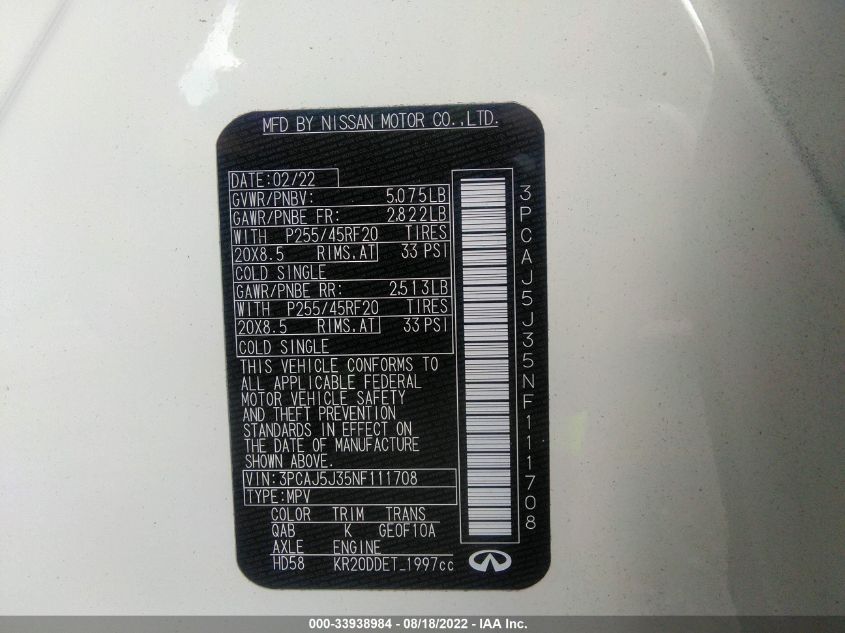 MFD BY NISSAN MOTOR CO.,LTD.
DATE:02/22
GVWR/PNBV: 5,075LB
GAWR/PNBE FR: 2,822LB
WITH P255/45RF20 TIRES
20X8.5 RIMS.AT 33 PSI
COLD SINGLE
GAWR/PNBE RR: 2,513LB
WITH P255/45RF20 TIRES
20X8.5 RIMS.AT 33 PSI
COLD SINGLE
THIS VEHICLE CONFORMS TO
ALL APPLICABLE FEDERAL
MOTOR VEHICLE SAFETY
AND THEFT PREVENTION
STANDARDS IN EFFECT ON
THE DATE OF MANUFACTURE
SHOWN ABOVE.
VIN:3PCAJ5J35NF111708
TYPE:MPV
COLOR TRIM TRANS
QAB K GE0F10A
AXLE ENGINE
HD58 KR20DDET_1997cc
3PCAJ5J35NF111708
000-33938984 - 08/18/2022 - IAA Inc.